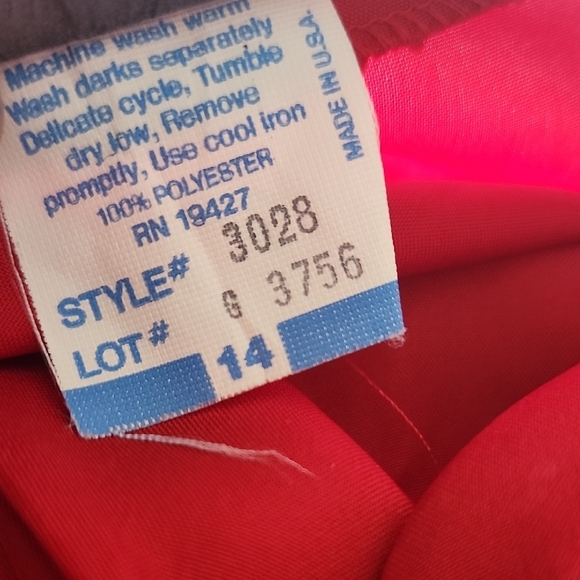 Machine wash warm
Wash darks separately
Delicate cycle, Tumble
dry low, Remove
promptly, Use cool iron
100% POLYESTER
RN 19427
STYLE# 3028
LOT# G 3756
14
MADE IN U.S.A.